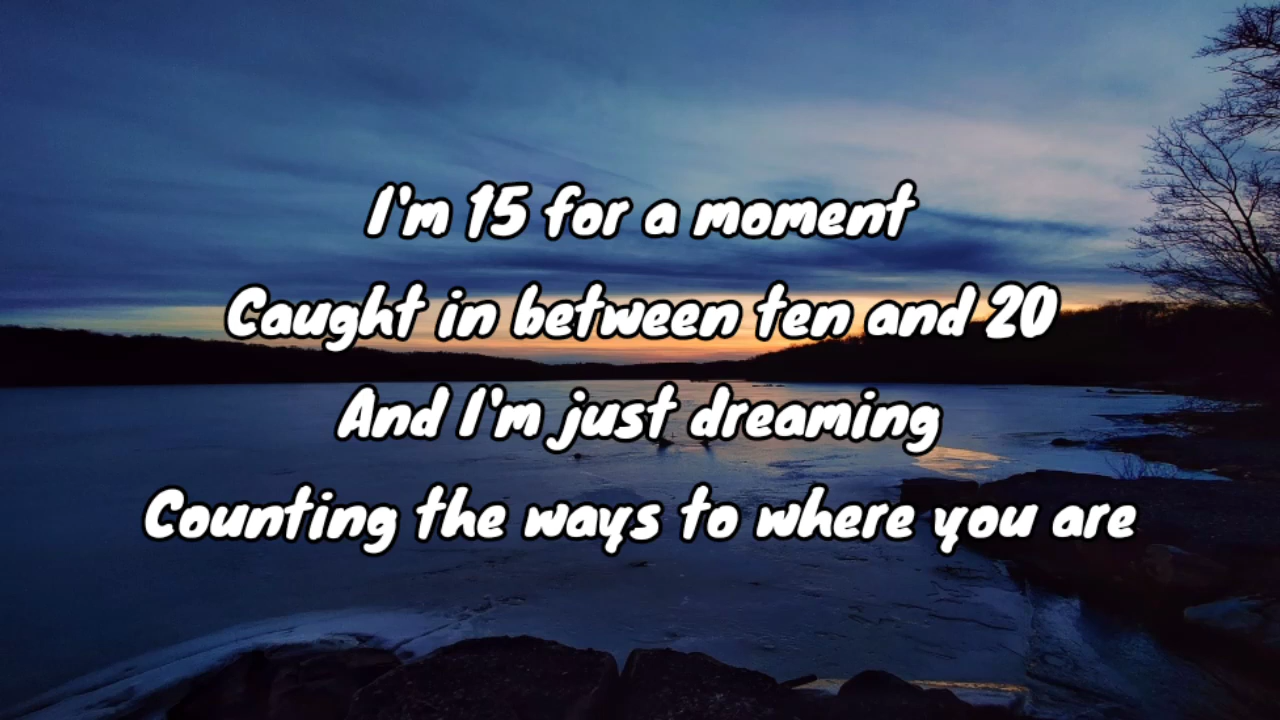 I'm 15 for a moment
Caught in between ten and 20
And I'm just dreaming
Counting the ways to where you are